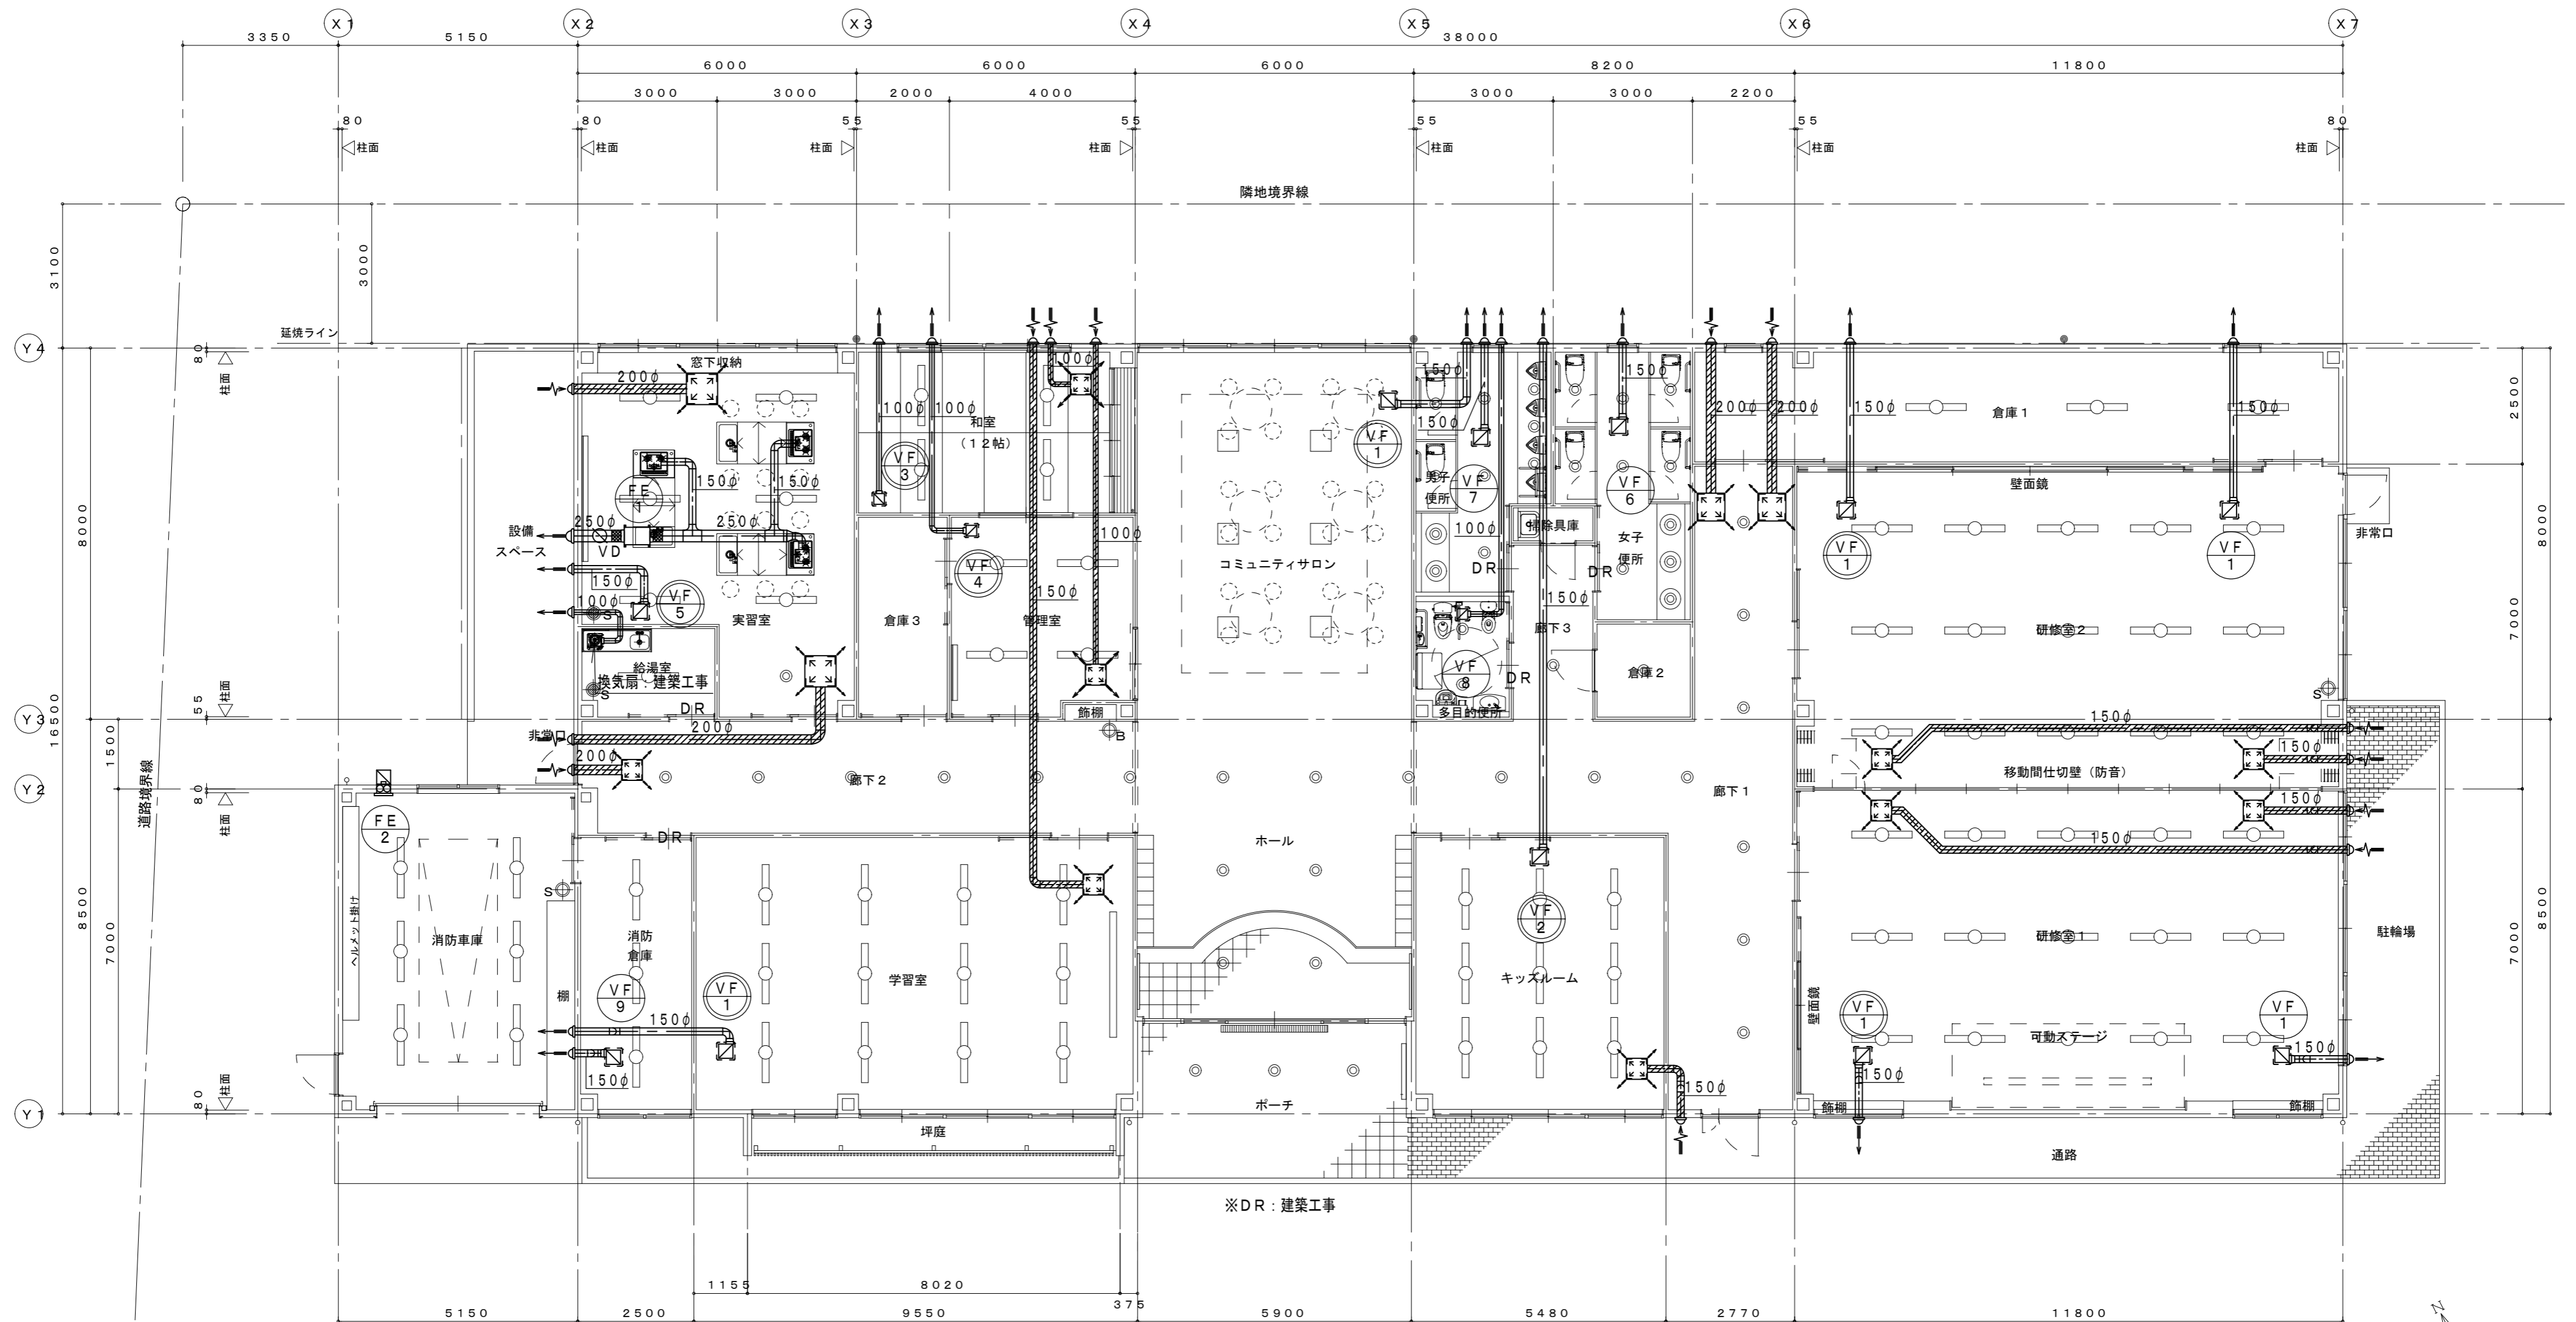 X1
X2
X3
X4
X5
X6
X7
3350
5150
38000
6000
6000
6000
8200
11800
3000
3000
2000
4000
3000
3000
2200
80
80
55
55
55
55
80
柱面
柱面
柱面
柱面
柱面
柱面
柱面
隣地境界線
3100
3000
延焼ライン
Y4
80
柱面
窓下収納
200φ
100φ
100φ
100φ
和室
(12帖)
VF
3
VF
1
150φ
150φ
150φ
200φ
200φ
150φ
150φ
倉庫1
2500
壁面鏡
FE
1
150φ
150φ
250φ
250φ
VD
設備
スペース
150φ
100φ
VF
5
S
実習室
倉庫3
VF
4
100φ
150φ
管理室
コミュニティサロン
男子
便所
VF
7
VF
6
100φ
掃除具庫
女子
便所
DR
DR
150φ
廊下3
VF
1
VF
1
非常口
8000
8000
7000
研修室2
給湯室
換気扇:建築工事
S
DR
飾棚
B
VF
8
DR
多目的便所
倉庫2
S
16500
Y3
55
柱面
1500
非常口
200φ
200φ
廊下2
廊下1
150φ
150φ
移動間仕切壁(防音)
150φ
150φ
Y2
80
柱面
道路境界線
FE
2
DR
ホール
S
ヘルメット掛け
消防車庫
棚
消防
倉庫
VF
9
VF
1
学習室
150φ
150φ
VF
2
キッズルーム
150φ
研修室1
駐輪場
壁面鏡
VF
1
VF
1
可動ステージ
150φ
150φ
8500
7000
7000
8500
Y1
80
柱面
坪庭
ポーチ
飾棚
飾棚
通路
※DR:建築工事
1155
8020
375
5150
2500
9550
5900
5480
2770
11800
N